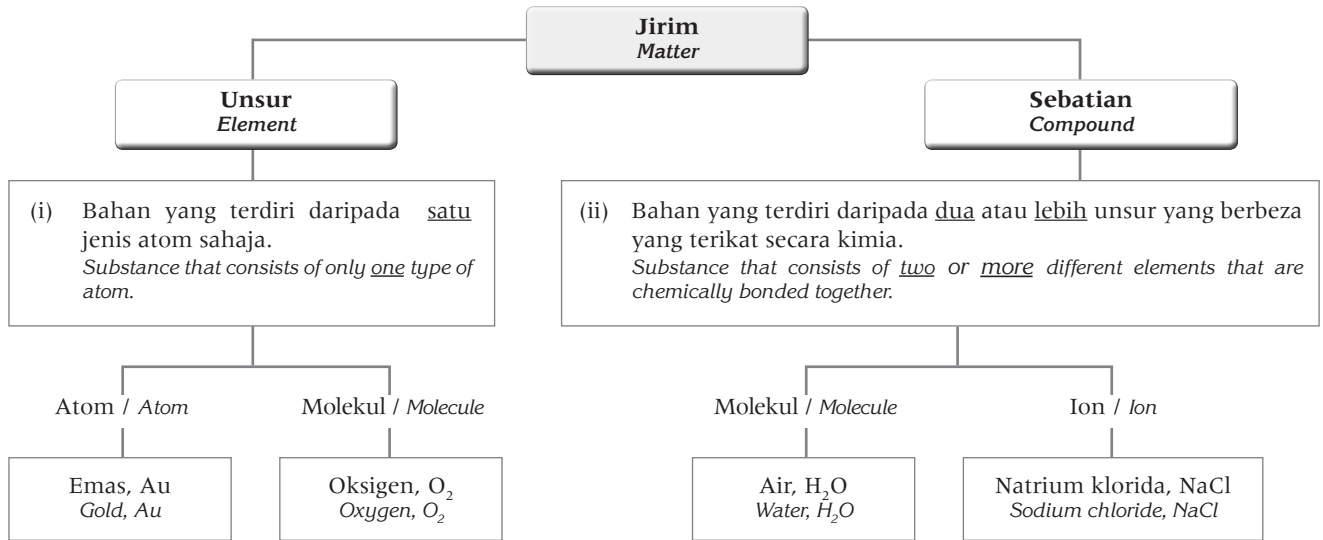 Jirim
Matter
Unsur
Element
Sebatian
Compound
(i) Bahan yang terdiri daripada satu
jenis atom sahaja.
Substance that consists of only one type of
atom.
(ii) Bahan yang terdiri daripada dua atau lebih unsur yang berbeza
yang terikat secara kimia.
Substance that consists of two or more different elements that are
chemically bonded together.
Atom / Atom
Molekul / Molecule
Molekul / Molecule
Ion / Ion
Emas, Au
Gold, Au
Oksigen, O₂
Oxygen, O₂
Air, H₂O
Water, H₂O
Natrium klorida, NaCl
Sodium chloride, NaCl